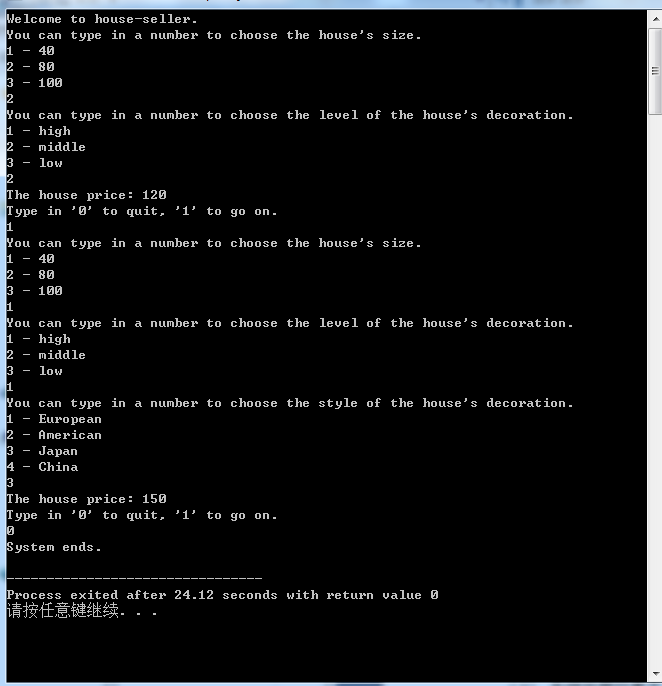 Welcome to house-seller.
You can type in a number to choose the house's size.
1 - 40
2 - 80
3 - 100
2
You can type in a number to choose the level of the house's decoration.
1 - high
2 - middle
3 - low
2
The house price: 120
Type in '0' to quit, '1' to go on.
1
You can type in a number to choose the house's size.
1 - 40
2 - 80
3 - 100
1
You can type in a number to choose the level of the house's decoration.
1 - high
2 - middle
3 - low
1
You can type in a number to choose the style of the house's decoration.
1 - European
2 - American
3 - Japan
4 - China
3
The house price: 150
Type in '0' to quit, '1' to go on.
0
System ends.
--------------------------------
Process exited after 24.12 seconds with return value 0
请按任意键继续. . .